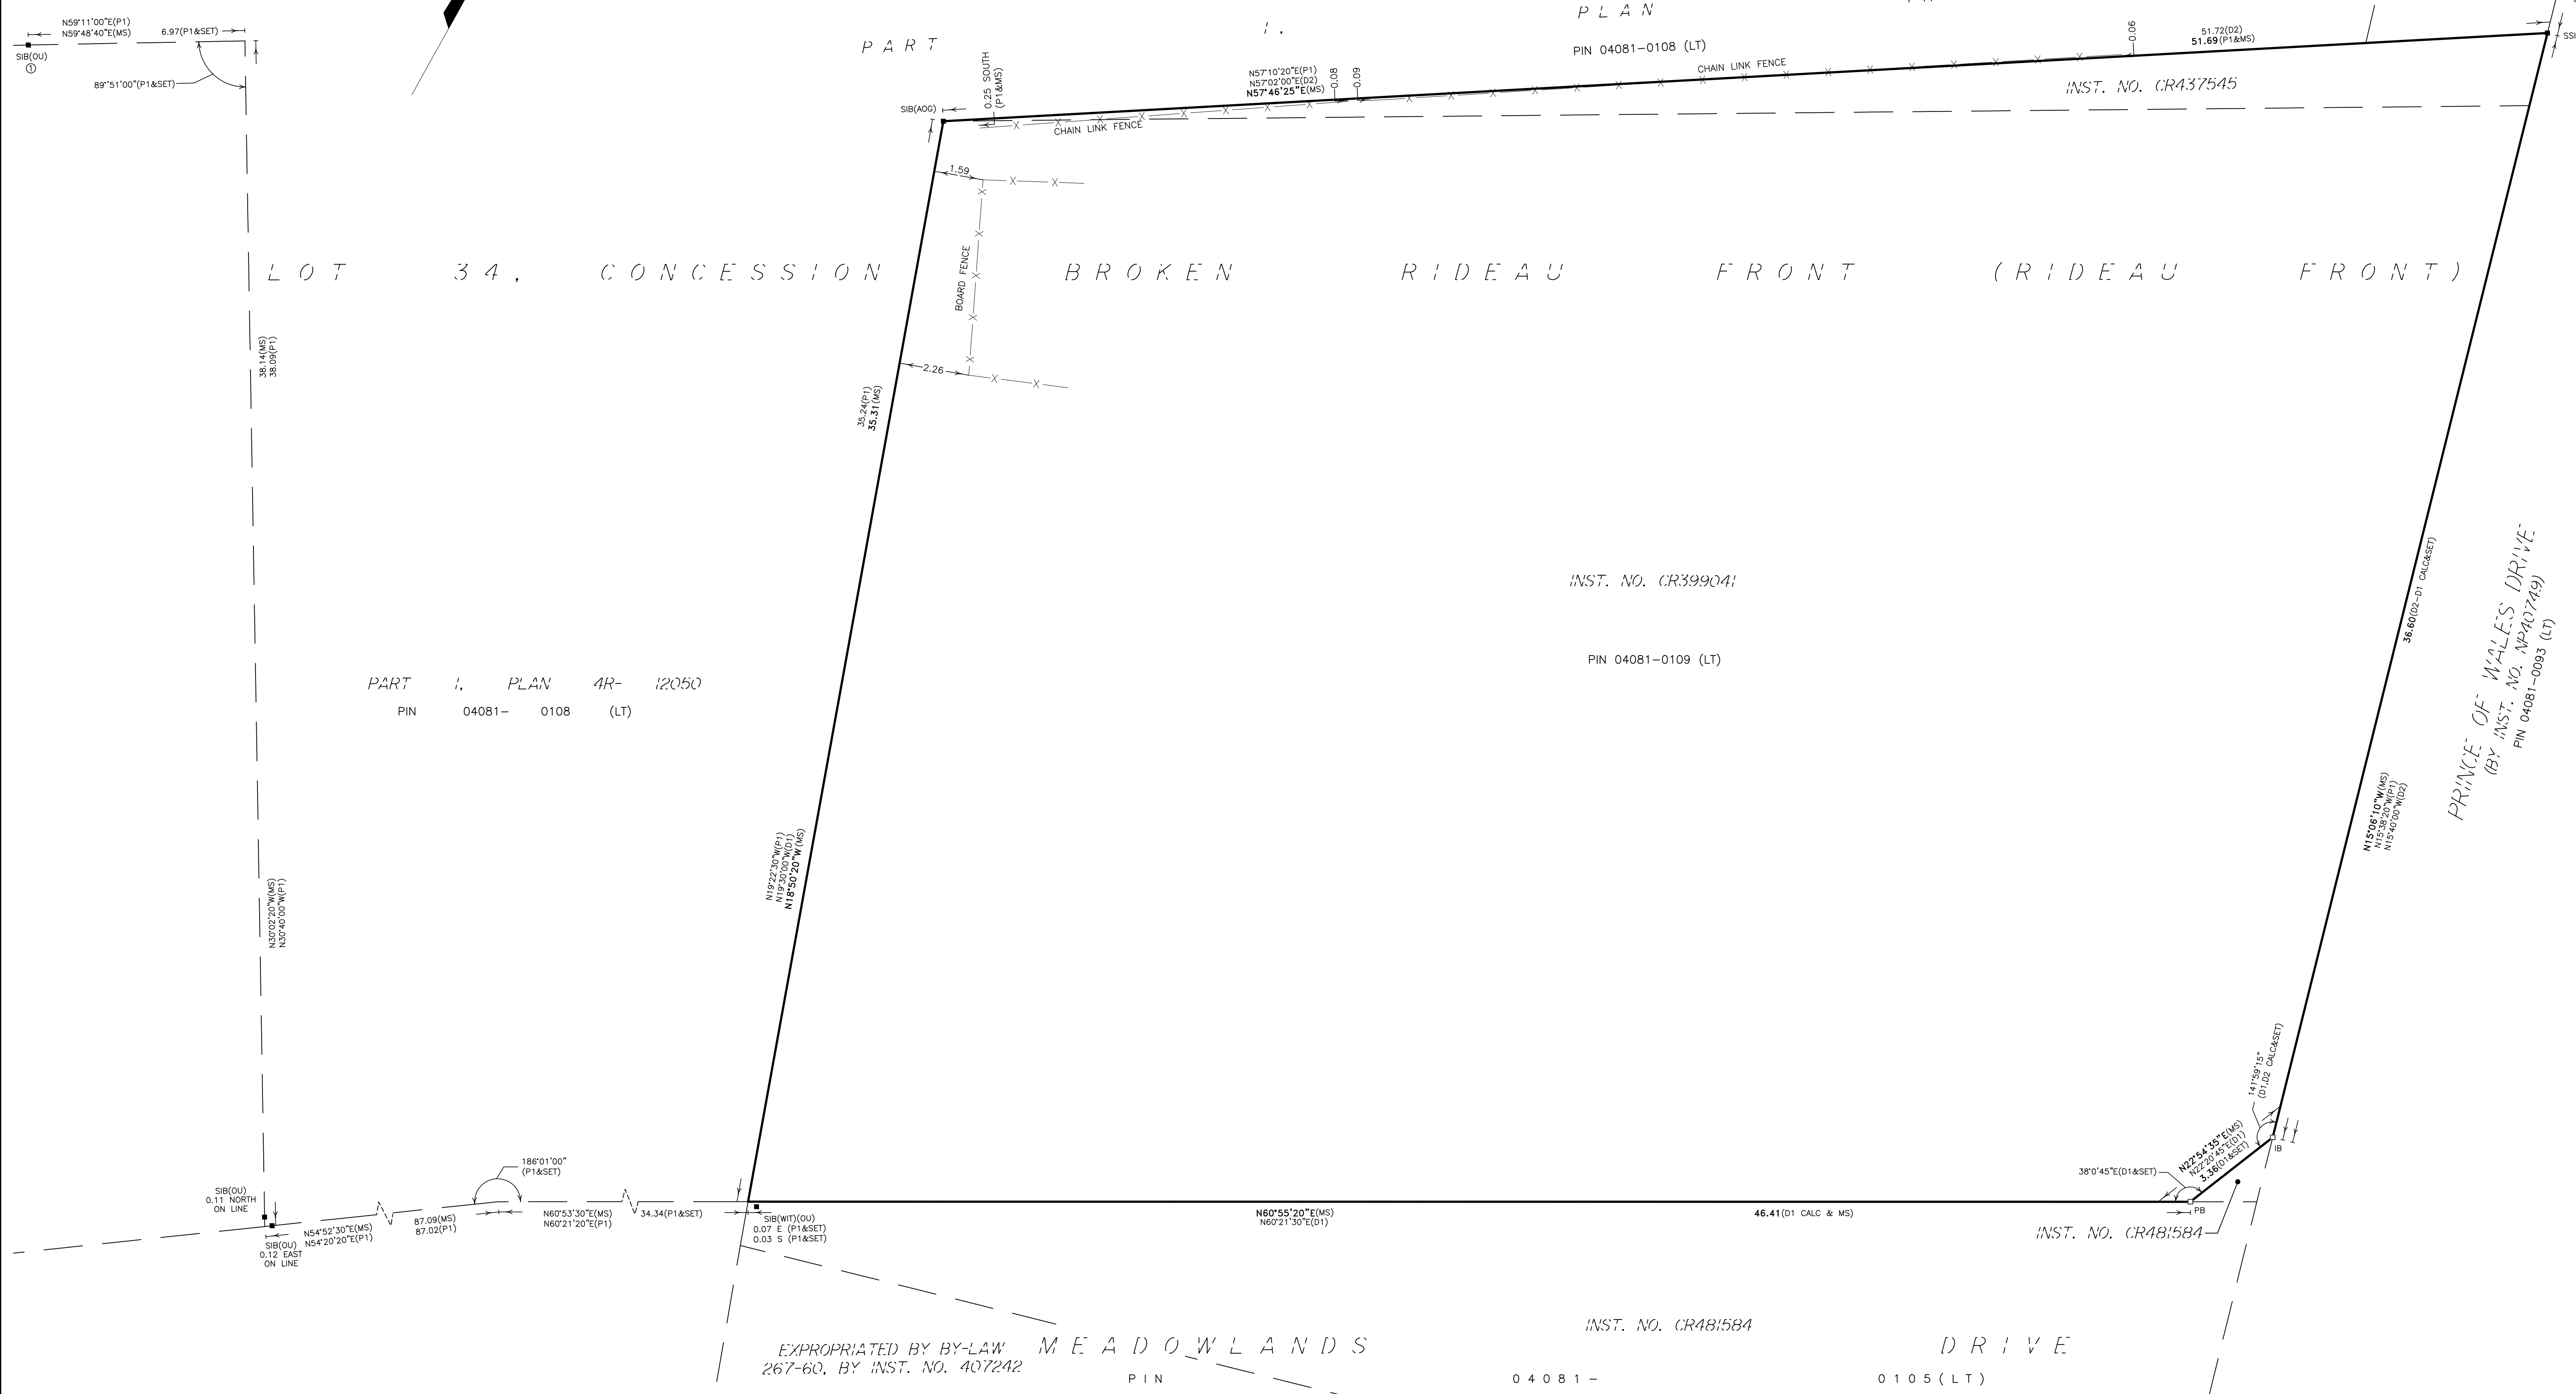 N59°11'00"E(P1)
N59°48'40"E(MS)
6.97(P1&SET)
SIB(OU)
1
89°'51'00"(P1&SET)
PART 1, PLAN
PIN 04081-0108 (LT)
0.06
51.72(D2)
51.69(P1&MS)
0.25 SOUTH
(P1&MS)
N57°10'20"E(P1)
N57°02'00"E(D2)
N57°46'25"E(MS)
0.08
0.09
CHAIN LINK FENCE
INST. NO. CR437545
SIB(AOG)
CHAIN LINK FENCE
1.59
BOARD FENCE
LOT 34, CONCESSION BROKEN RIDEAU FRONT (RIDEAU FRONT)
38.14(MS)
38.09(P1)
2.26
35.24(P1)
35.31(MS)
36.60(D2-D1 CALC&SET)
INST. NO. CR399041
PIN 04081-0109 (LT)
PRINCE OF WALES DRIVE
(BY INST. NO. NP40749)
PIN 04081-0093 (LT)
PART 1, PLAN 4R- 12050
PIN 04081- 0108 (LT)
N15°06'10"W(MS)
N15°38'20"W(P1)
N15°40'00"W(D2)
N19°22'30"W(P1)
N19°30'00"W(D1)
N18°50'20"W(MS)
N30°02'20"W(MS)
N30°40'00"W(P1)
141°59'15"
(D1,D2 CALC&SET)
N22°54'35"E(MS)
N22°20'45"E(D1)
3.36(D1&SET)
IB
38°0'45"E(D1&SET)
186°01'00"
(P1&SET)
SIB(OU)
0.11 NORTH
ON LINE
SIB(OU)
0.12 EAST
ON LINE
N54°52'30"E(MS)
N54°20'20"E(P1)
87.09(MS)
87.02(P1)
N60°53'30"E(MS)
N60°21'20"E(P1)
34.34(P1&SET)
SIB(WIT)(OU)
0.07 E (P1&SET)
0.03 S (P1&SET)
N60°55'20"E(MS)
N60°21'30"E(D1)
46.41(D1 CALC & MS)
PB
INST. NO. CR481584
INST. NO. CR481584
EXPROPRIATED BY BY-LAW
267-60, BY INST. NO. 407242
MEADOWLANDS DRIVE
PIN 04081- 0105(LT)